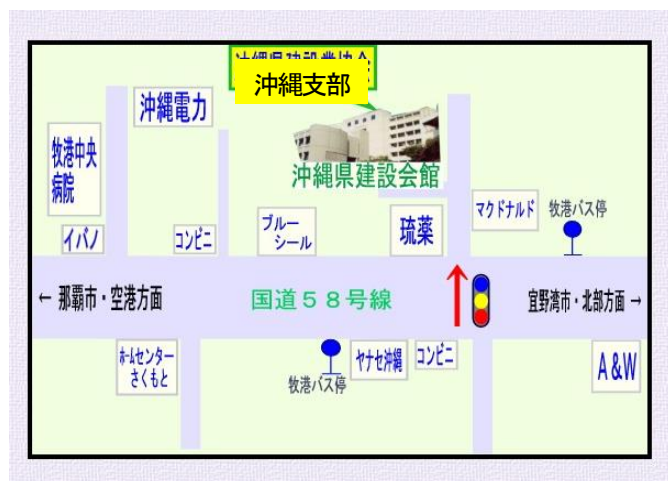 沖縄支部
沖縄電力
牧港中央
病院
沖縄県建設会館
イバノ
コンビニ
ブルー
シール
琉薬
マクドナルド
牧港バス停
← 那覇市・空港方面
国道58号線
宜野湾市・北部方面 →
ホームセンター
さくもと
牧港バス停
ヤナセ沖縄
コンビニ
A&W